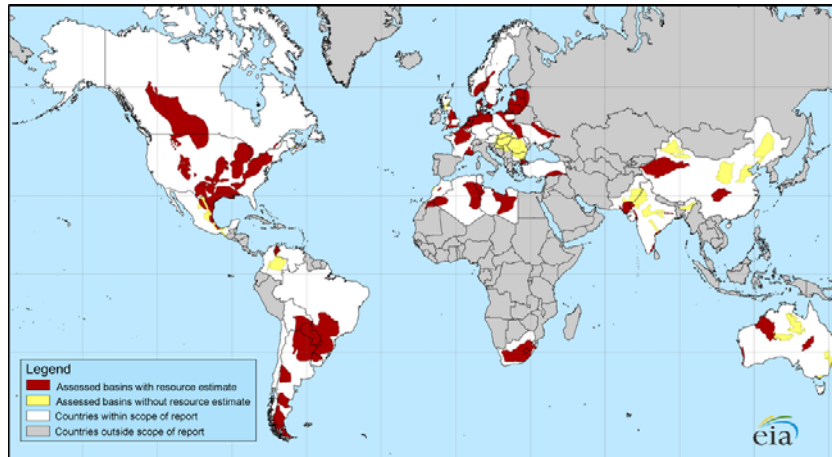 Legend
Assessed basins with resource estimate
Assessed basins without resource estimate
Countries within scope of report
Countries outside scope of report
eia